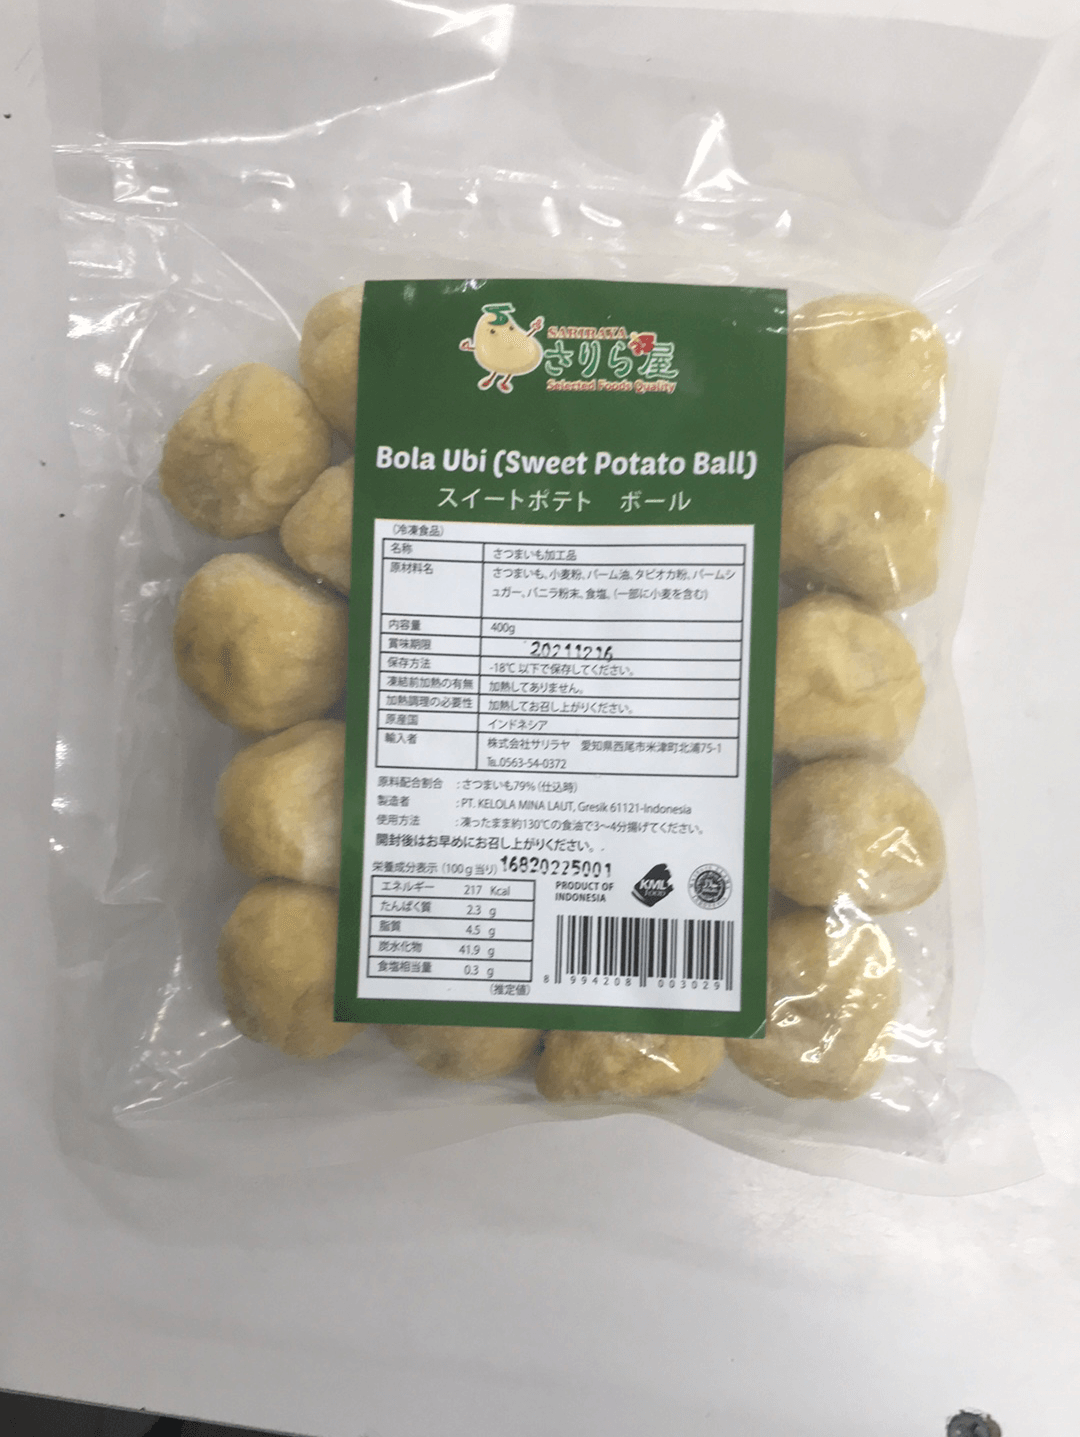 SARIRAYA
さりら屋
Selected Foods Quality
Bola Ubi (Sweet Potato Ball)
スイートポテト ボール
(冷凍食品)
名称 さつまいも加工品
原材料名 さつまいも、小麦粉、パーム油、タピオカ粉、パームシ
ュガー、バニラ粉末、食塩、(一部に小麦を含む)
内容量 400g
賞味期限 20211216
保存方法 -18℃ 以下で保存してください。
凍結前加熱の有無 加熱してありません。
加熱調理の必要性 加熱してお召し上がりください。
原産国 インドネシア
輸入者 株式会社サリラヤ 愛知県西尾市米津町北浦75-1
℡.0563-54-0372
原料配合割合 :さつまいも79% (仕込時)
製造者 :PT. KELOLA MINA LAUT, Gresik 61121-Indonesia
使用方法 :凍ったまま約130℃の食油で3〜4分揚げてください。
開封後はお早めにお召し上がりください。
栄養成分表示 (100g当り) 16820225001
エネルギー 217 Kcal
たんぱく質 2.3 g
脂質 4.5 g
炭水化物 41.9 g
食塩相当量 0.3 g
(推定値)
PRODUCT OF
INDONESIA
KML
FOOD
8 994208 003029